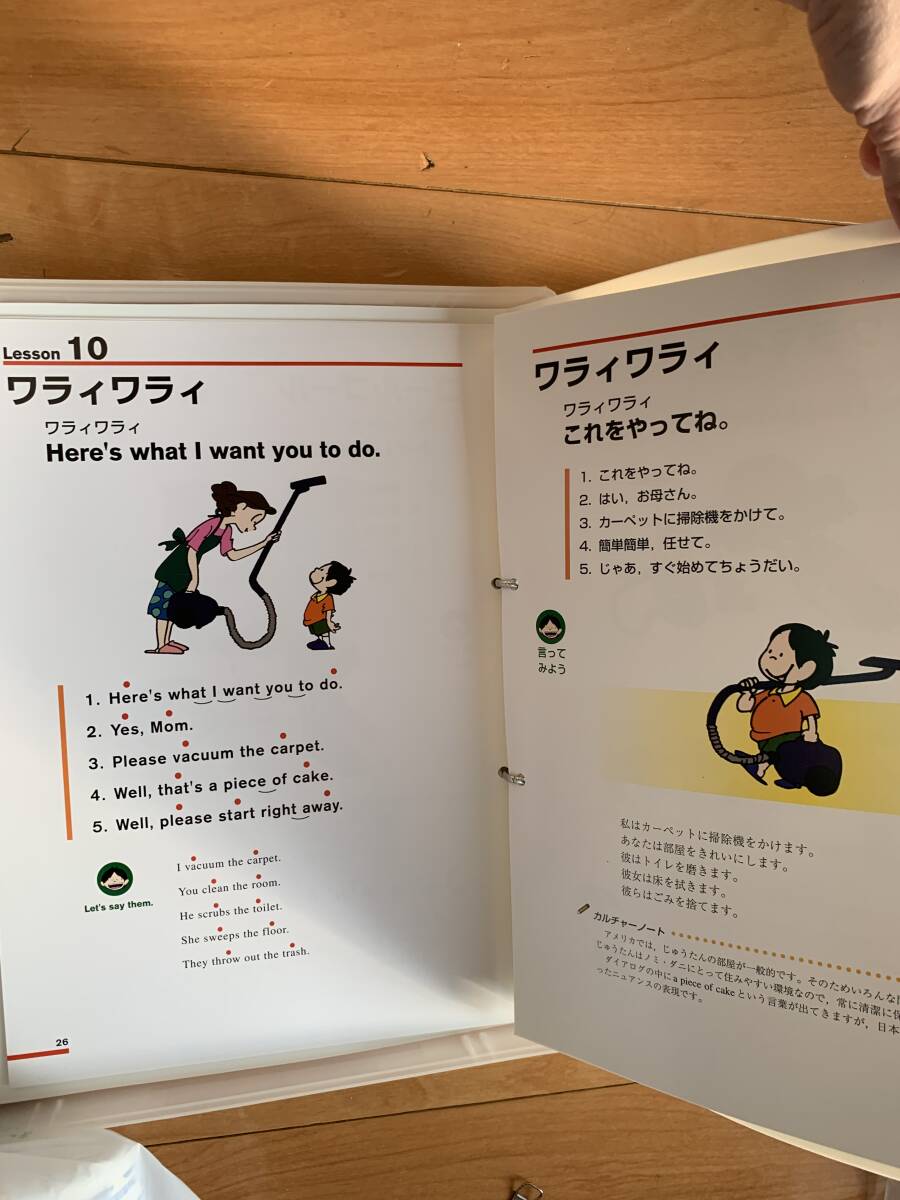 Lesson 10
ワライワライ
ワライワライ
Here's what I want you to do.
1. Here's what I want you to do.
2. Yes, Mom.
3. Please vacuum the carpet.
4. Well, that's a piece of cake.
5. Well, please start right away.
Let's say them.
I vacuum the carpet.
You clean the room.
He scrubs the toilet.
She sweeps the floor.
They throw out the trash.
26
ワライワライ
ワライワライ
これをやってね。
1. これをやってね。
2. はい，お母さん。
3. カーペットに掃除機をかけて。
4. 簡単簡単，任せて。
5. じゃあ，すぐ始めてちょうだい。
言って
みよう
私はカーペットに掃除機をかけます。
あなたは部屋をきれいにします。
彼はトイレを磨きます。
彼女は床を拭きます。
彼らはごみを捨てます。
カルチャーノート
アメリカでは，じゅうたんの部屋が一般的です。そのためいろんな
じゅうたんはノミ・ダニにとって住みやすい環境なので，常に清潔に
ダイアログの中にa piece of cakeという言葉が出てきますが，日本
ったニュアンスの表現です。